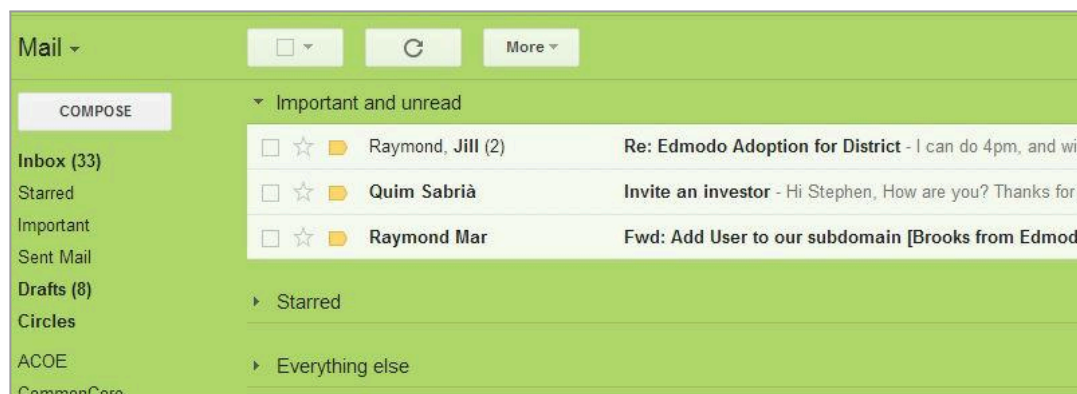 Mail
More
COMPOSE
Inbox (33)
Starred
Important
Sent Mail
Drafts (8)
Circles
ACOE
CommonCore
Important and unread
Raymond, Jill (2) Re: Edmodo Adoption for District - I can do 4pm, and wi
Quim Sabrià Invite an investor - Hi Stephen, How are you? Thanks for
Raymond Mar Fwd: Add User to our subdomain [Brooks from Edmod
Starred
Everything else